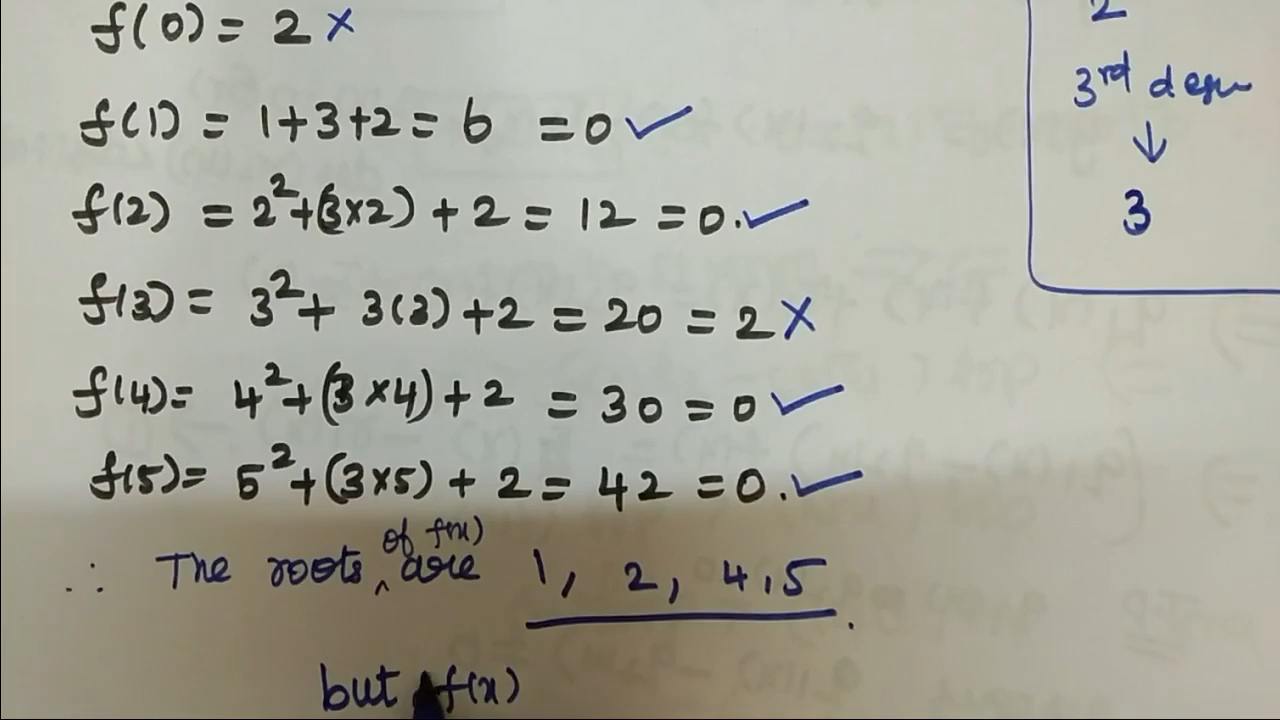 f(0) = 2 ×
f(1) = 1+3+2 = 6 = 0 ✓
f(2) = 2²+(3×2) + 2 = 12 = 0. ✓
f(3) = 3² + 3(3) + 2 = 20 = 2 ×
f(4) = 4²+(3×4) + 2 = 30 = 0 ✓
f(5) = 5²+(3×5) + 2 = 42 = 0. ✓
∴ The roots of f(x) are 1, 2, 4, 5.
but f(x)
2
3rd
↓
3